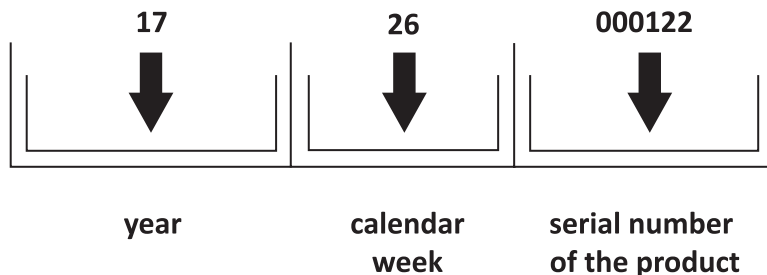 17 26 000122
year calendar week serial number of the product